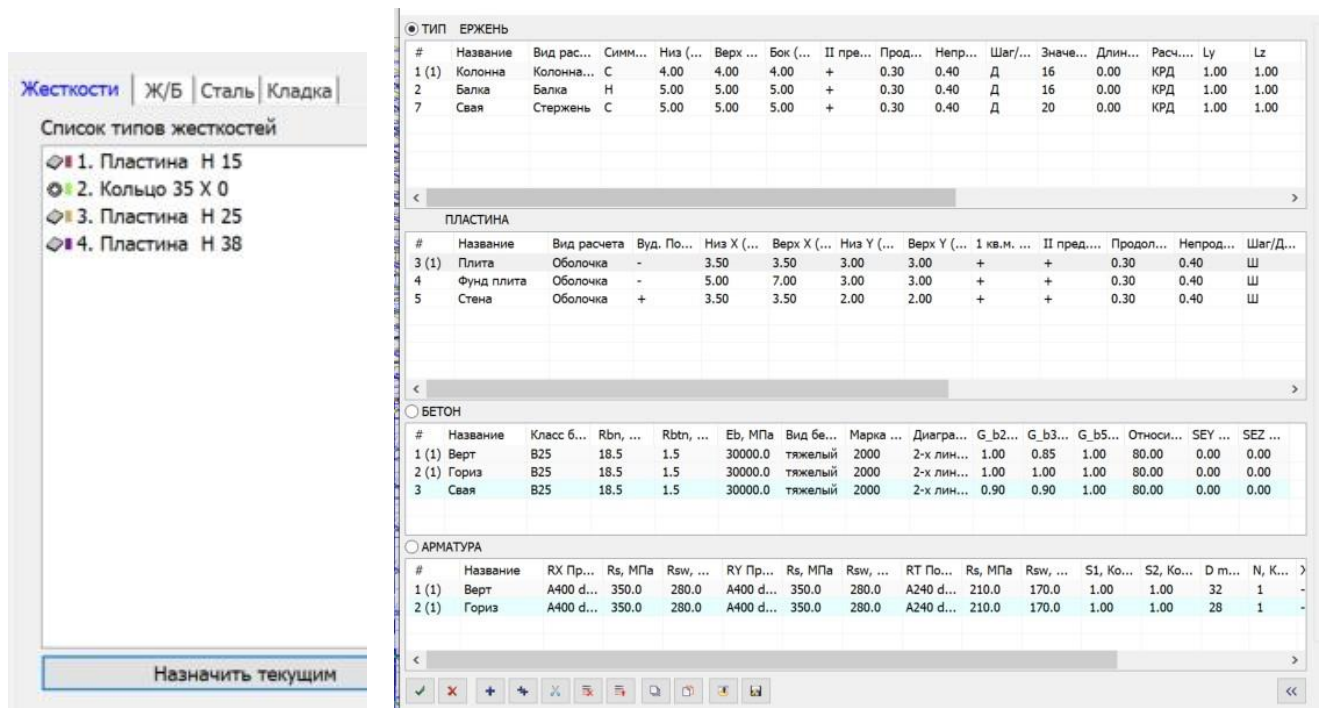 Жесткости Ж/Б Сталь Кладка
Список типов жесткостей
1. Пластина H 15
2. Кольцо 35 X 0
3. Пластина H 25
4. Пластина H 38
Назначить текущим
ТИП ЕРЖЕНЬ
# Название Вид рас... Симм... Низ (... Верх ... Бок (... II пре... Прод... Непр... Шаг/... Значе... Длин... Расч.... Ly Lz
1 (1) Колонна Колонна... С 4.00 4.00 4.00 + 0.30 0.40 Д 16 0.00 КРД 1.00 1.00
2 Балка Балка Н 5.00 5.00 5.00 + 0.30 0.40 Д 16 0.00 КРД 1.00 1.00
7 Свая Стержень С 5.00 5.00 5.00 + 0.30 0.40 Д 20 0.00 КРД 1.00 1.00
ПЛАСТИНА
# Название Вид расчета Вуд. По... Низ X (... Верх X (... Низ Y (... Верх Y (... 1 кв.м. ... II пред... Продол... Непрод... Шаг/Д...
3 (1) Плита Оболочка - 3.50 3.50 3.00 3.00 + + 0.30 0.40 Ш
4 Фунд плита Оболочка - 5.00 7.00 3.00 3.00 + + 0.30 0.40 Ш
5 Стена Оболочка + 3.50 3.50 2.00 2.00 + + 0.30 0.40 Ш
БЕТОН
# Название Класс б... Rbn, ... Rbtn, ... Eb, МПа Вид бе... Марка ... Диагра... G_b2... G_b3... G_b5... Относи... SEY ... SEZ ...
1 (1) Верт B25 18.5 1.5 30000.0 тяжелый 2000 2-х лин... 1.00 0.85 1.00 80.00 0.00 0.00
2 (1) Гориз B25 18.5 1.5 30000.0 тяжелый 2000 2-х лин... 1.00 1.00 1.00 80.00 0.00 0.00
3 Свая B25 18.5 1.5 30000.0 тяжелый 2000 2-х лин... 0.90 0.90 1.00 80.00 0.00 0.00
АРМАТУРА
# Название RX Пр... Rs, МПа Rsw, ... RY Пр... Rs, МПа Rsw, ... RT По... Rs, МПа Rsw, ... S1, Ко... S2, Ко... D m... N, К...
1 (1) Верт A400 d... 350.0 280.0 A400 d... 350.0 280.0 A240 d... 210.0 170.0 1.00 1.00 32 1 -
2 (1) Гориз A400 d... 350.0 280.0 A400 d... 350.0 280.0 A240 d... 210.0 170.0 1.00 1.00 28 1 -